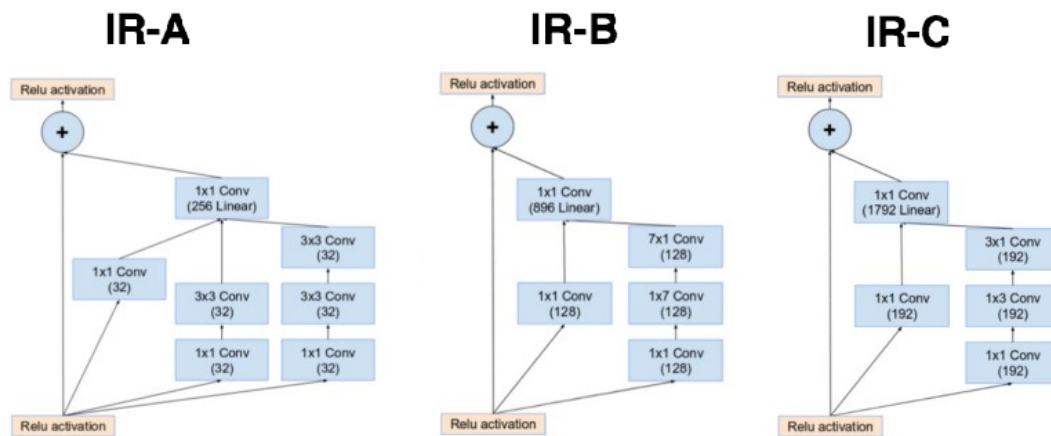 IR-A
Relu activation
+
1x1 Conv
(256 Linear)
3x3 Conv
(32)
1x1 Conv
(32)
3x3 Conv
(32)
3x3 Conv
(32)
1x1 Conv
(32)
1x1 Conv
(32)
Relu activation
IR-B
Relu activation
+
1x1 Conv
(896 Linear)
7x1 Conv
(128)
1x1 Conv
(128)
1x7 Conv
(128)
1x1 Conv
(128)
Relu activation
IR-C
Relu activation
+
1x1 Conv
(1792 Linear)
3x1 Conv
(192)
1x1 Conv
(192)
1x3 Conv
(192)
1x1 Conv
(192)
Relu activation